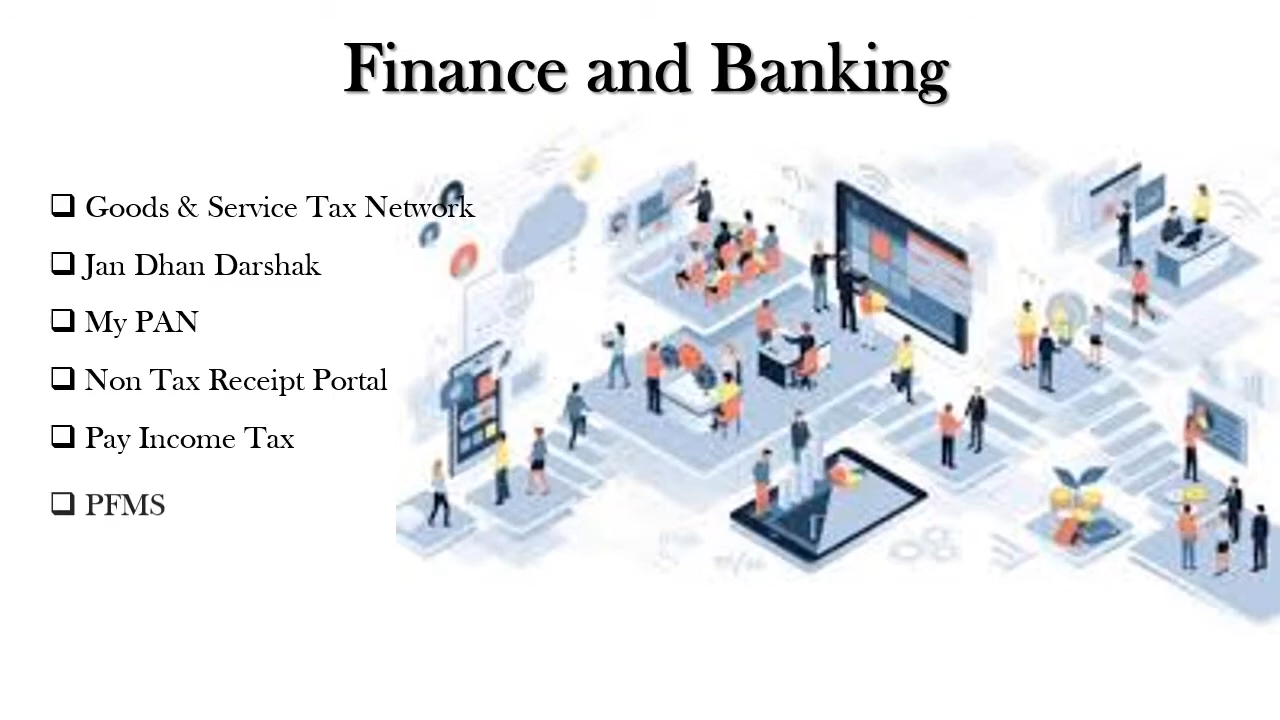 Finance and Banking
❑ Goods & Service Tax Network
❑ Jan Dhan Darshak
❑ My PAN
❑ Non Tax Receipt Portal
❑ Pay Income Tax
❑ PFMS